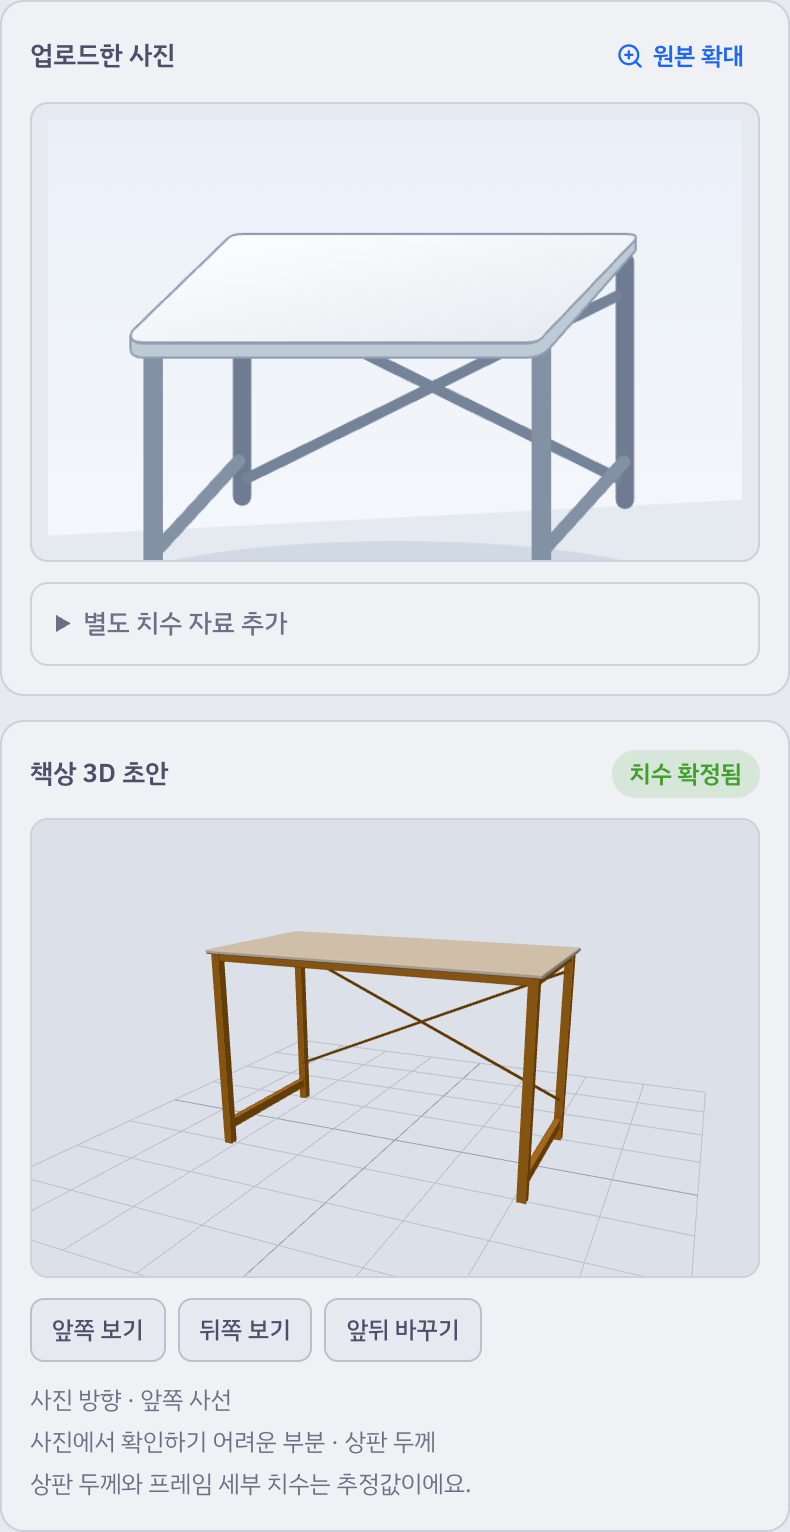 업로드한 사진
원본 확대
▶ 별도 치수 자료 추가
책상 3D 초안
치수 확정됨
앞쪽 보기
뒤쪽 보기
앞뒤 바꾸기
사진 방향 · 앞쪽 사선
사진에서 확인하기 어려운 부분 · 상판 두께
상판 두께와 프레임 세부 치수는 추정값이에요.